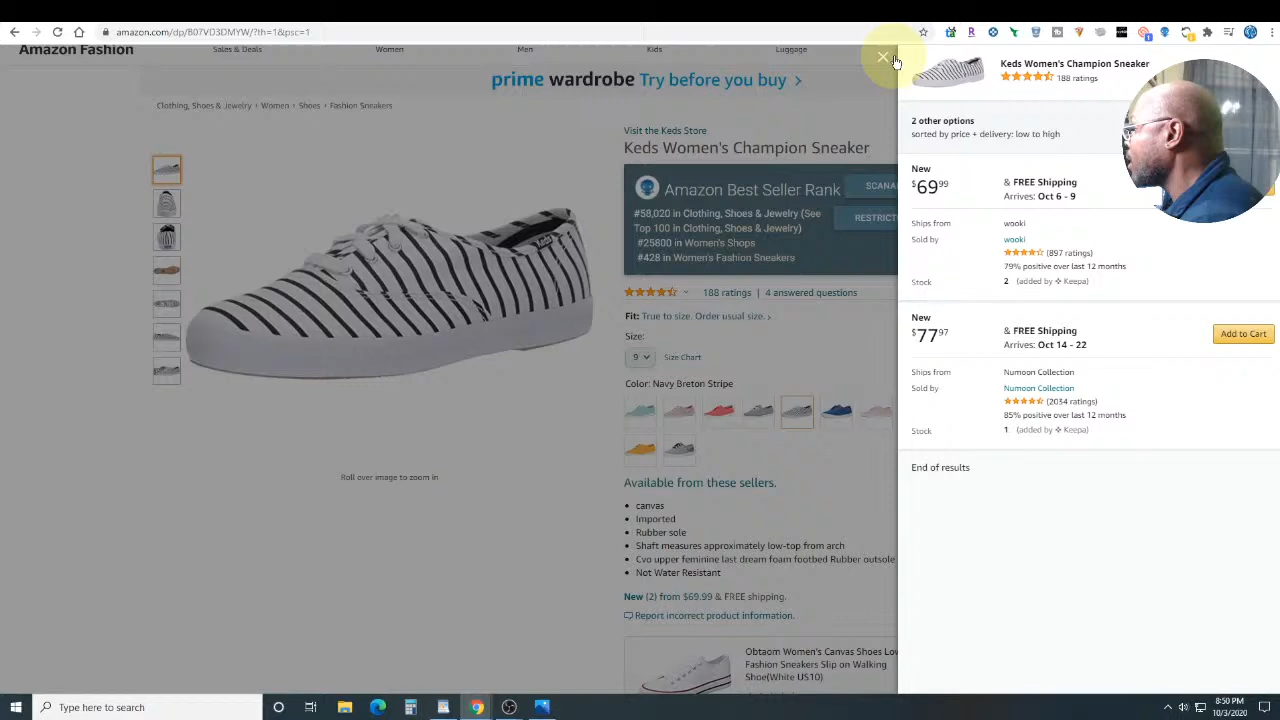 amazon.com/dp/B07VD3DMYW/?th=1&psc=1
Amazon Fashion
Sales & Deals
Women
Men
Kids
Luggage
prime wardrobe Try before you buy ›
Clothing, Shoes & Jewelry › Women › Shoes › Fashion Sneakers
Visit the Keds Store
Keds Women's Champion Sneaker
Amazon Best Seller Rank
SCANA
#58,020 in Clothing, Shoes & Jewelry (See
Top 100 in Clothing, Shoes & Jewelry)
RESTRICT
#25800 in Women's Shops
#428 in Women's Fashion Sneakers
188 ratings | 4 answered questions
Fit: True to size. Order usual size. ›
Size:
9 Size Chart
Color: Navy Breton Stripe
Keds
Roll over image to zoom in
Available from these sellers.
• canvas
• Imported
• Rubber sole
• Shaft measures approximately low-top from arch
• Cvo upper feminine last dream foam footbed Rubber outsole
• Not Water Resistant
New (2) from $69.99 & FREE shipping.
Report incorrect product information.
Obtaom Women's Canvas Shoes Lov
Fashion Sneakers Slip on Walking
Shoe(White US10)
Keds Women's Champion Sneaker
188 ratings
2 other options
sorted by price + delivery: low to high
New
$69 99
& FREE Shipping
Arrives: Oct 6 - 9
Ships from wooki
Sold by wooki
(897 ratings)
79% positive over last 12 months
Stock 2 (added by Keepa)
New
$77 97
& FREE Shipping
Arrives: Oct 14 - 22
Add to Cart
Ships from Numoon Collection
Sold by Numoon Collection
(2034 ratings)
85% positive over last 12 months
Stock 1 (added by Keepa)
End of results
Type here to search
8:50 PM
10/3/2020